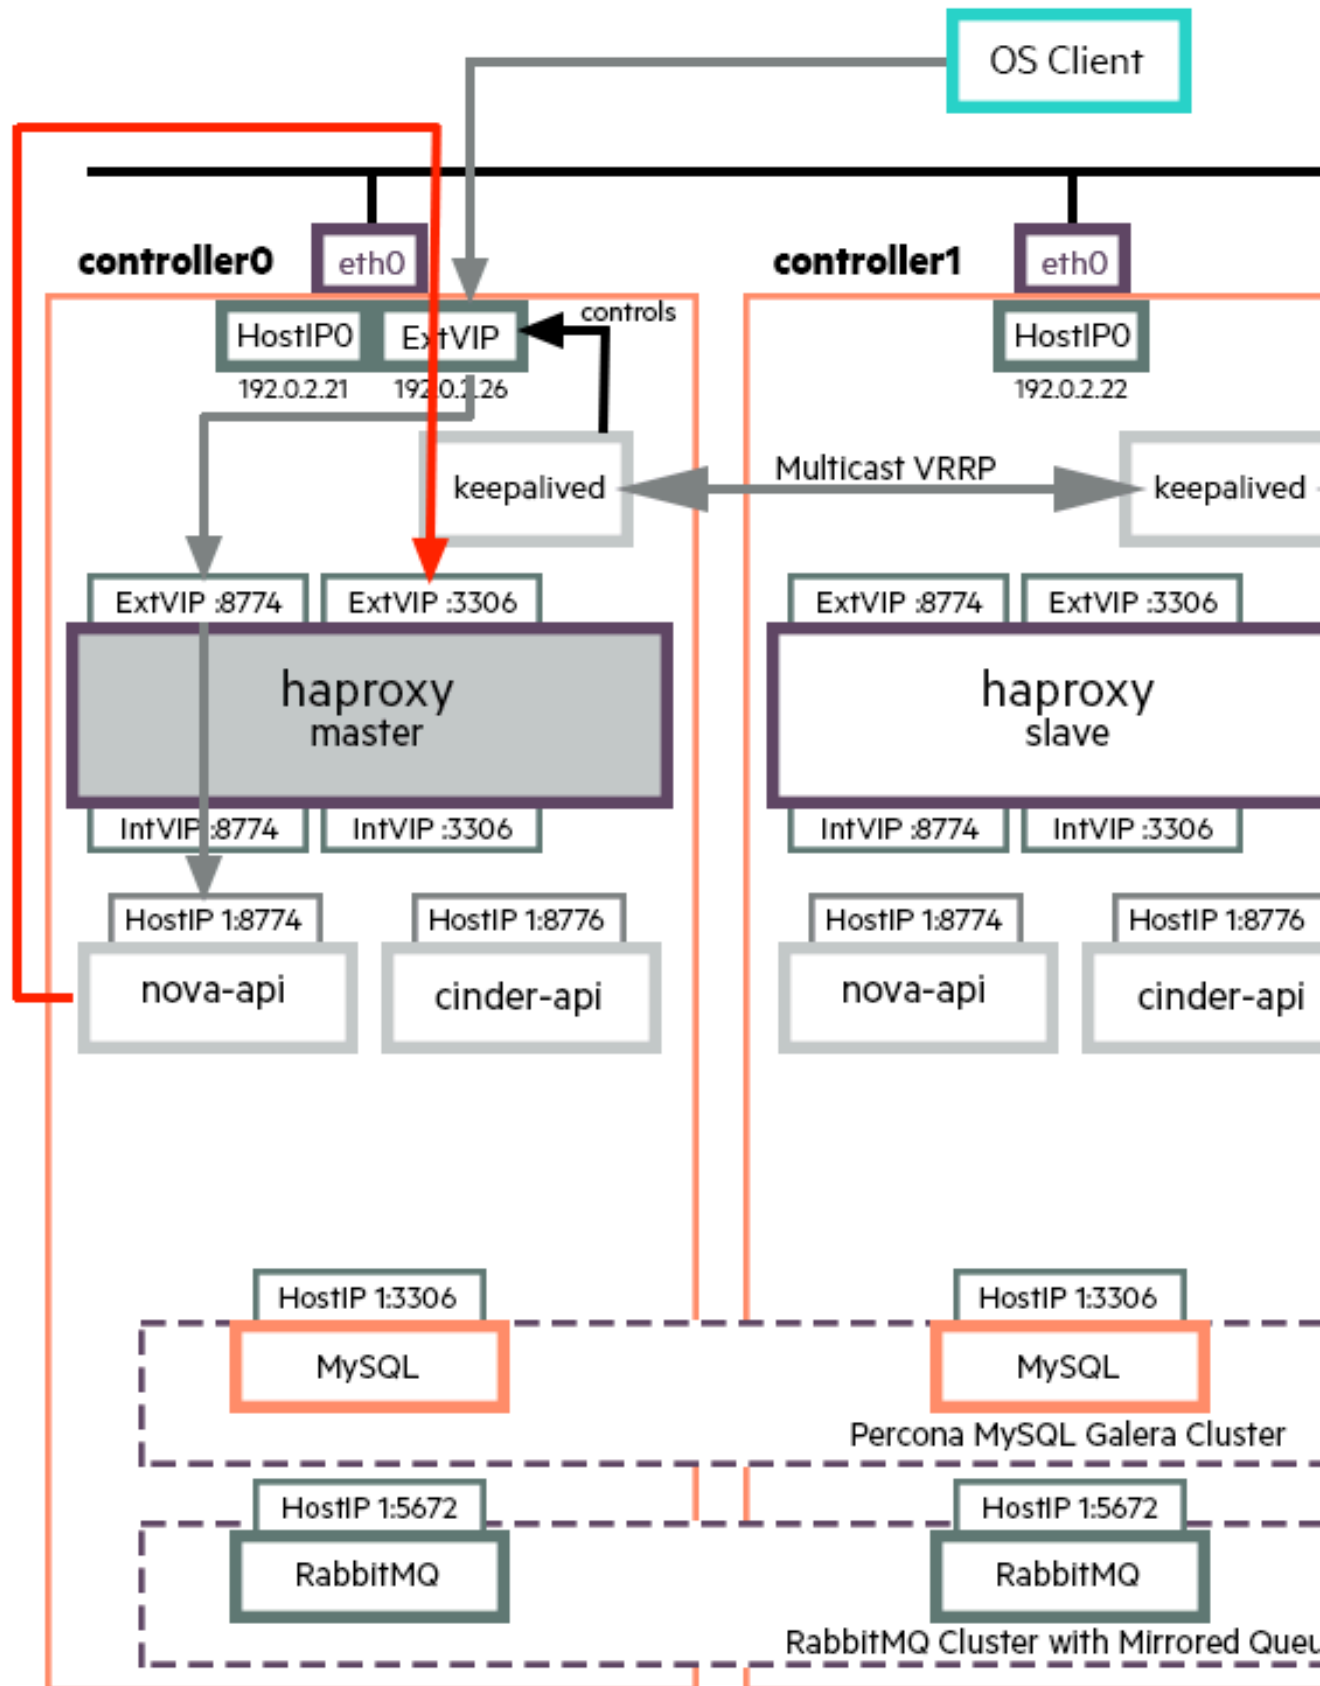 OS Client
controller0
eth0
controller1
eth0
HostIP0
ExtVIP
controls
HostIP0
192.0.2.21
192.0.2.26
192.0.2.22
keepalived
Multicast VRRP
keepalived
ExtVIP :8774
ExtVIP :3306
ExtVIP :8774
ExtVIP :3306
haproxy
master
haproxy
slave
IntVIP :8774
IntVIP :3306
IntVIP :8774
IntVIP :3306
HostIP 1:8774
HostIP 1:8776
HostIP 1:8774
HostIP 1:8776
nova-api
cinder-api
nova-api
cinder-api
HostIP 1:3306
HostIP 1:3306
MySQL
MySQL
Percona MySQL Galera Cluster
HostIP 1:5672
HostIP 1:5672
RabbitMQ
RabbitMQ
RabbitMQ Cluster with Mirrored